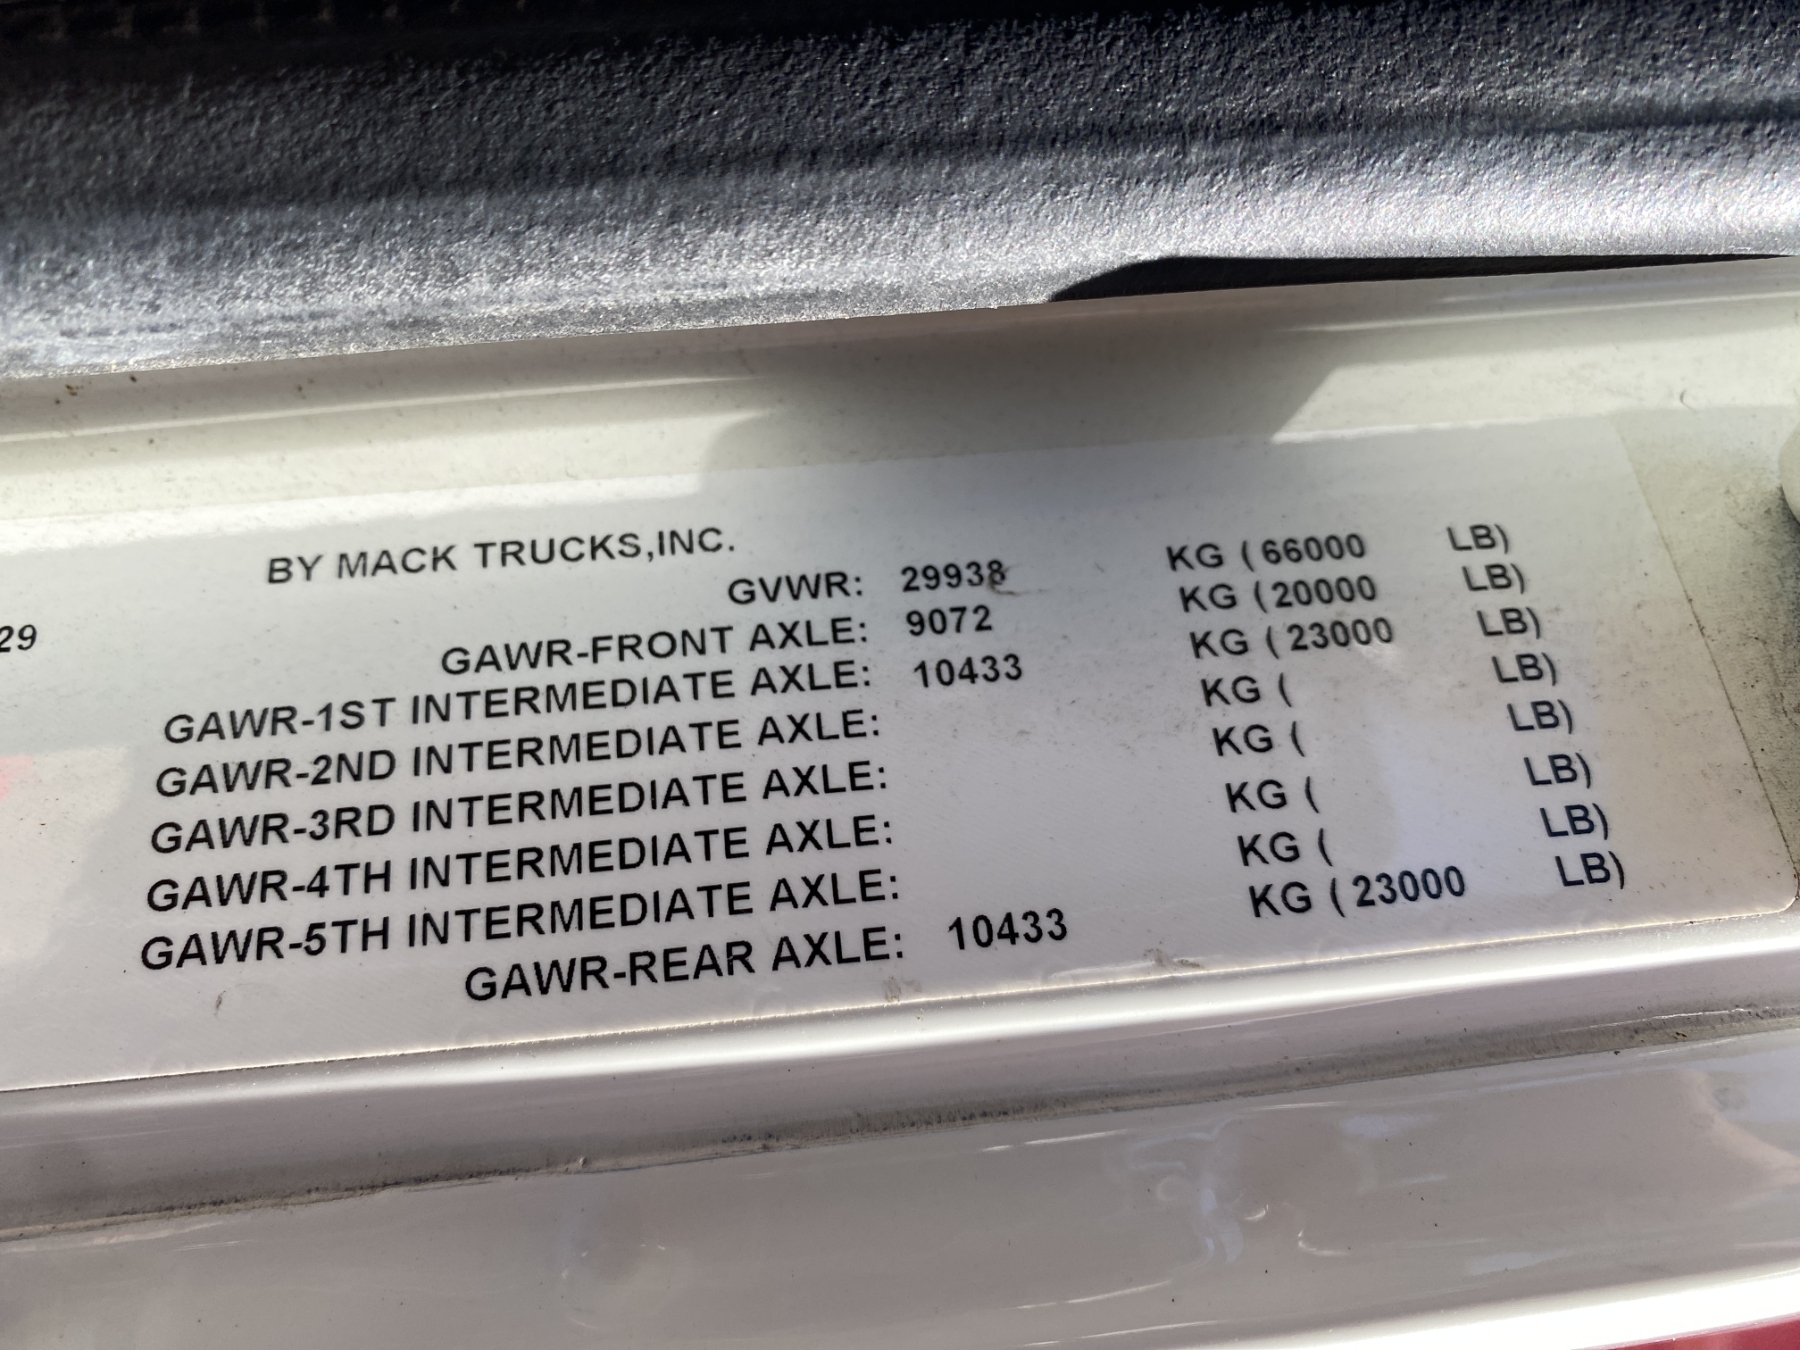 BY MACK TRUCKS,INC.
GVWR: 29938 KG (66000 LB)
29
GAWR-FRONT AXLE: 9072 KG (20000 LB)
GAWR-1ST INTERMEDIATE AXLE: 10433 KG (23000 LB)
GAWR-2ND INTERMEDIATE AXLE: KG ( LB)
GAWR-3RD INTERMEDIATE AXLE: KG ( LB)
GAWR-4TH INTERMEDIATE AXLE: KG ( LB)
GAWR-5TH INTERMEDIATE AXLE: KG ( LB)
GAWR-REAR AXLE: 10433 KG (23000 LB)